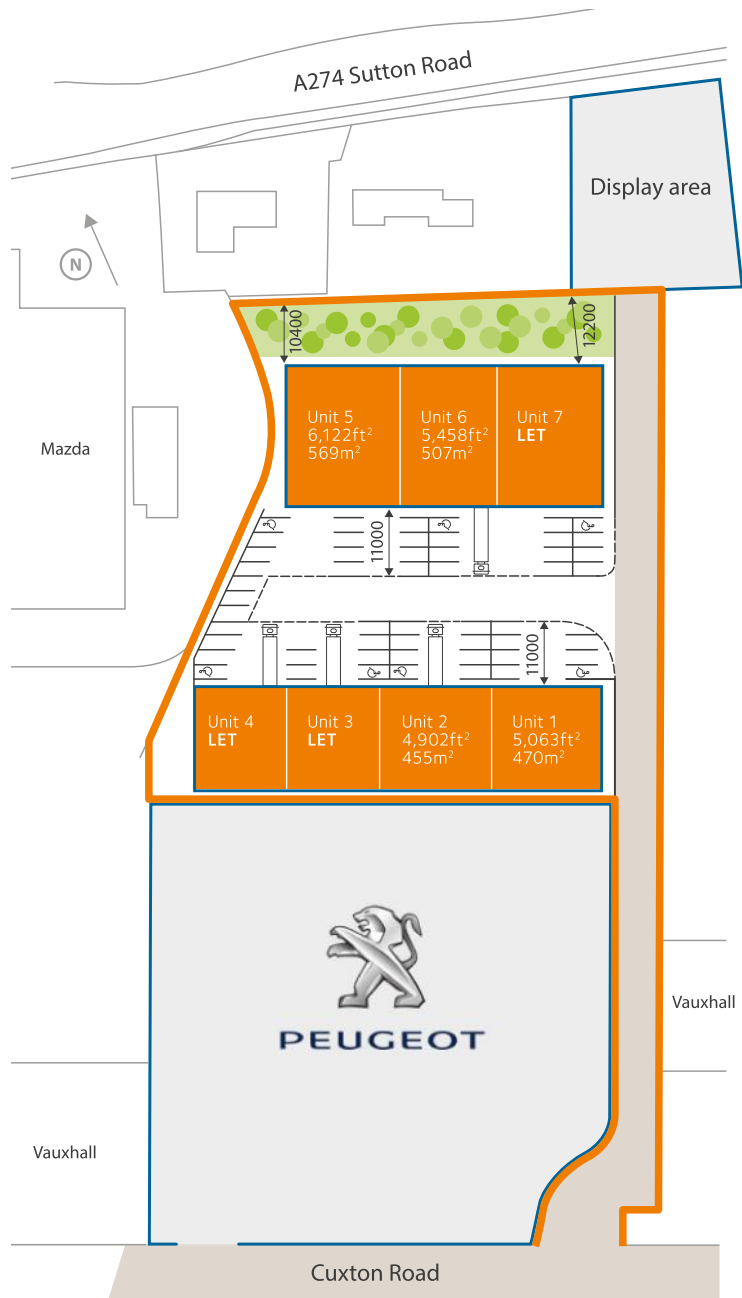 A274 Sutton Road
Display area
N
10400
12200
Unit 5
6,122ft²
569m²
Unit 6
5,458ft²
507m²
Unit 7
LET
Mazda
11000
11000
Unit 4
LET
Unit 3
LET
Unit 2
4,902ft²
455m²
Unit 1
5,063ft²
470m²
PEUGEOT
Vauxhall
Vauxhall
Cuxton Road